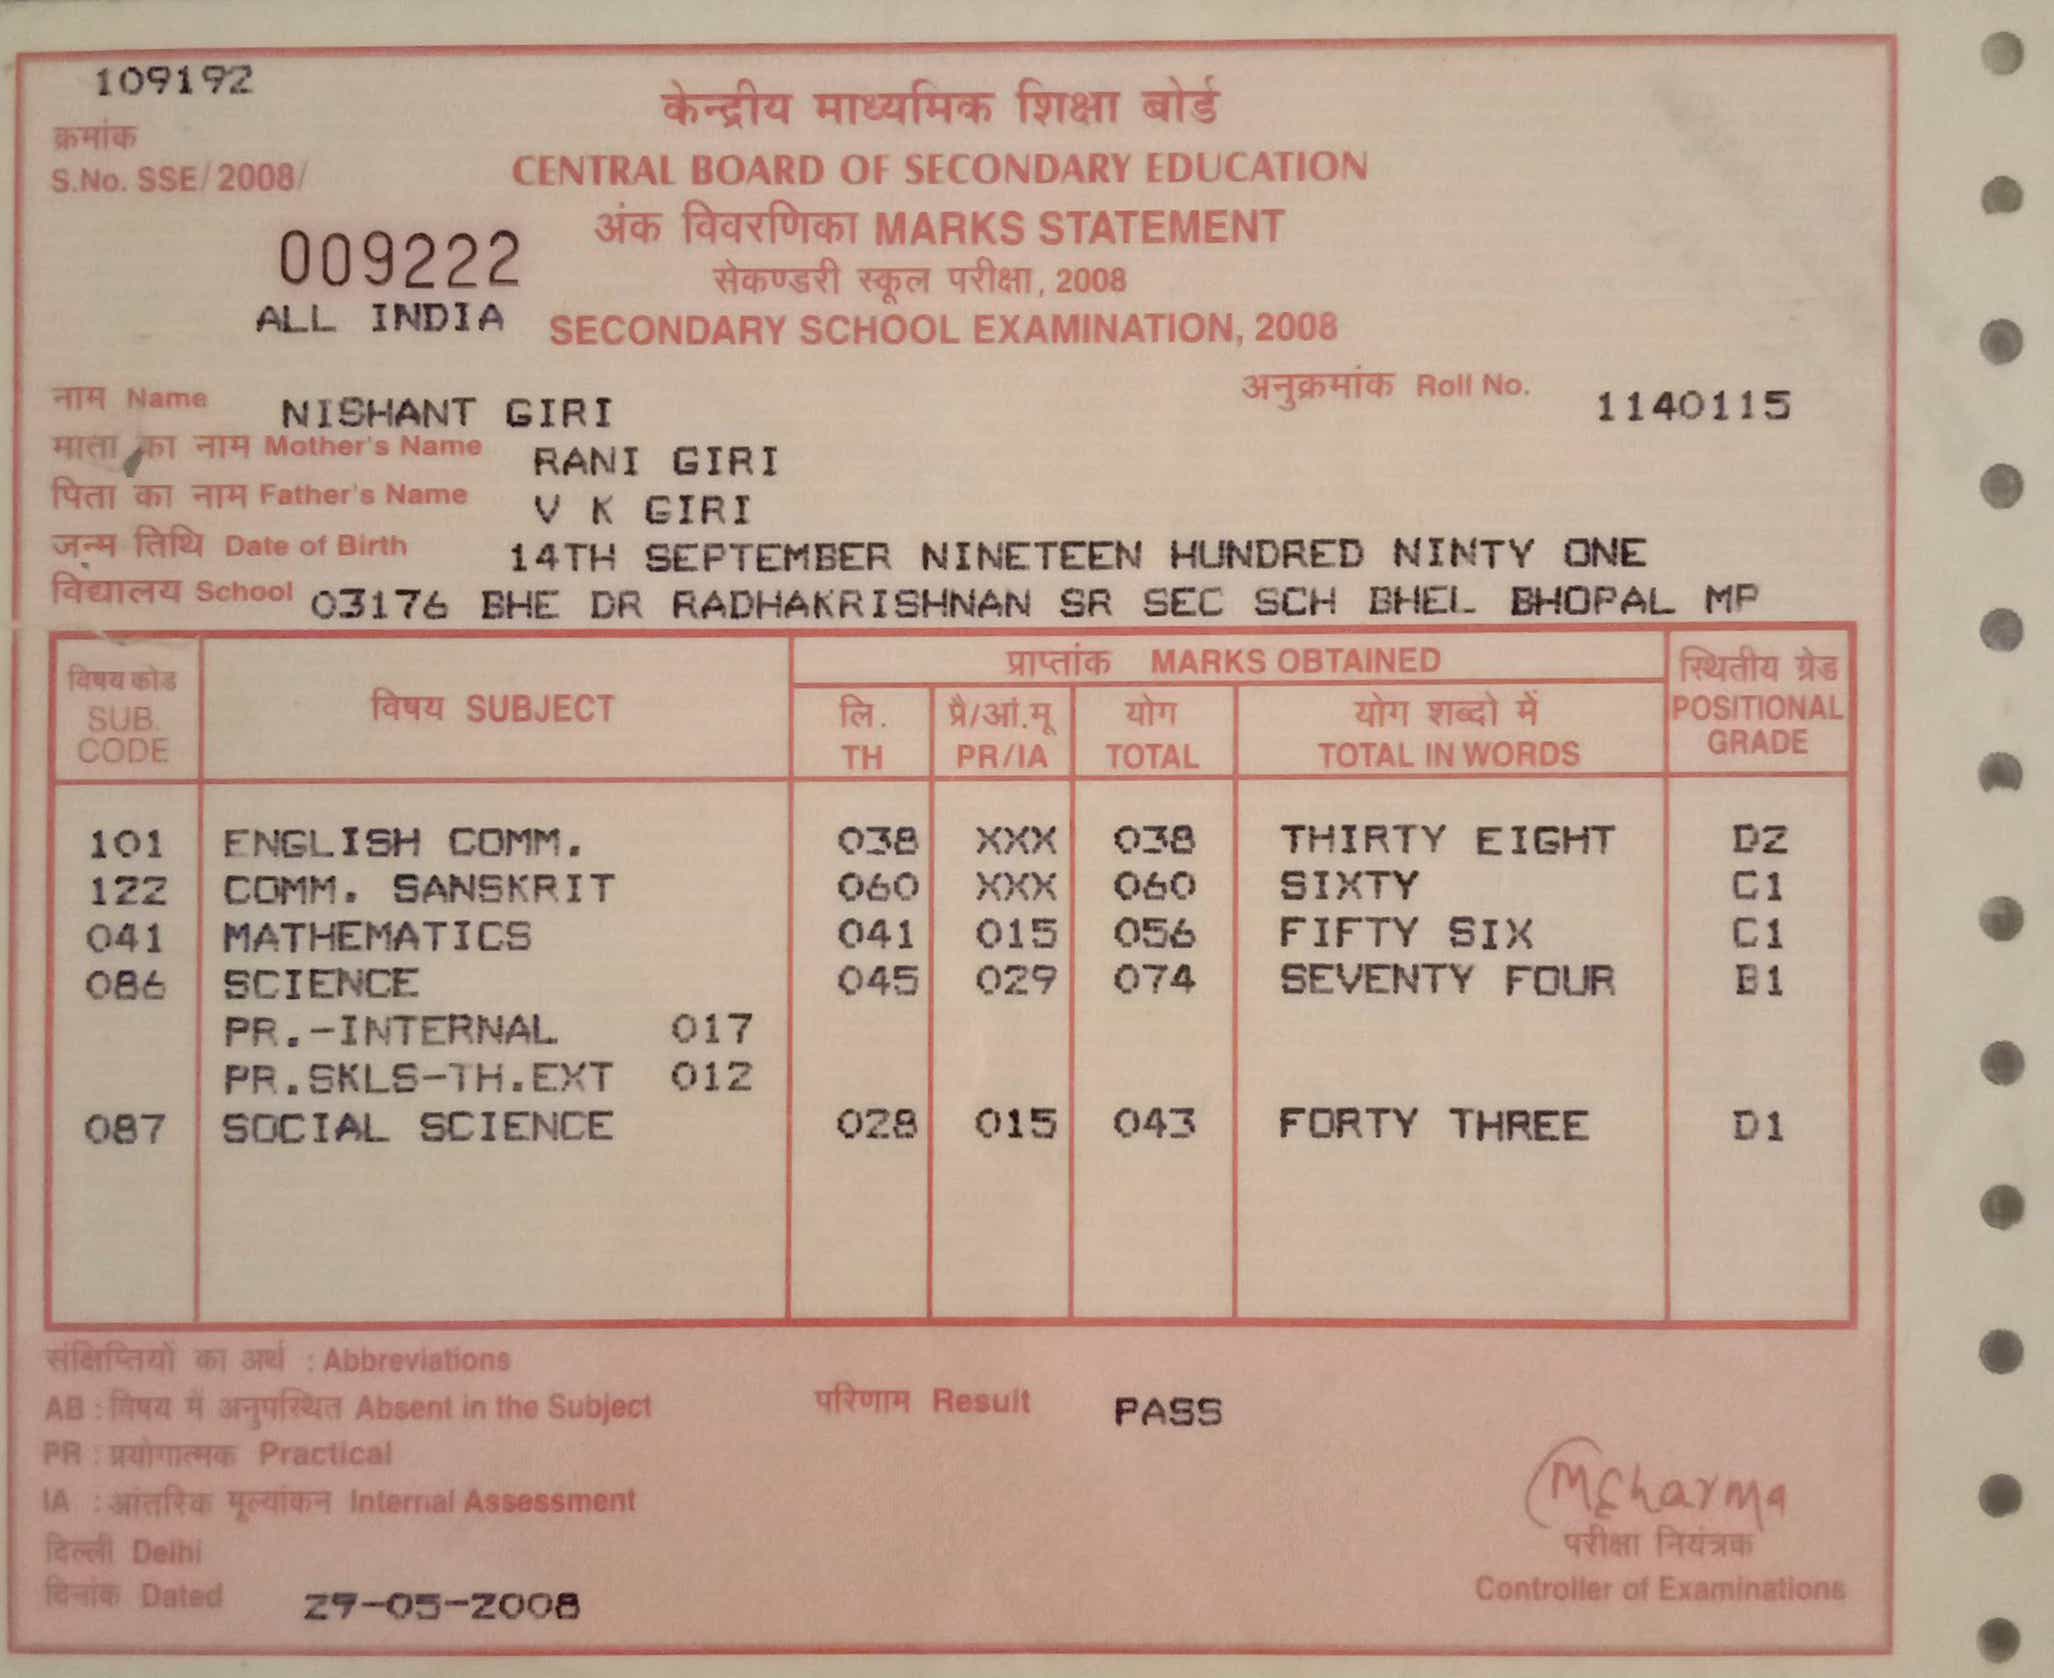 109192
क्रमांक
S.No. SSE/2008/
केन्द्रीय माध्यमिक शिक्षा बोर्ड
CENTRAL BOARD OF SECONDARY EDUCATION
अंक विवरणिका MARKS STATEMENT
009222
सेकण्डरी स्कूल परीक्षा, 2008
ALL INDIA
SECONDARY SCHOOL EXAMINATION, 2008
नाम Name NISHANT GIRI अनुक्रमांक Roll No. 1140115
माता का नाम Mother's Name RANI GIRI
पिता का नाम Father's Name V K GIRI
जन्म तिथि Date of Birth 14TH SEPTEMBER NINETEEN HUNDRED NINTY ONE
विद्यालय School 03176 BHE DR RADHAKRISHNAN SR SEC SCH BHEL BHOPAL MP
विषय कोड SUB. CODE
विषय SUBJECT
प्राप्तांक MARKS OBTAINED
लि. TH
प्रै/आं.मू PR/IA
योग TOTAL
योग शब्दो में TOTAL IN WORDS
स्थितीय ग्रेड POSITIONAL GRADE
101 ENGLISH COMM. 038 XXX 038 THIRTY EIGHT D2
122 COMM. SANSKRIT 060 XXX 060 SIXTY C1
041 MATHEMATICS 041 015 056 FIFTY SIX C1
086 SCIENCE 045 029 074 SEVENTY FOUR B1
PR.-INTERNAL 017
PR.SKLS-TH.EXT 012
087 SOCIAL SCIENCE 028 015 043 FORTY THREE D1
संक्षिप्तियों का अर्थ : Abbreviations
AB : विषय में अनुपस्थित Absent in the Subject
परिणाम Result PASS
PR : प्रयोगात्मक Practical
IA : आंतरिक मूल्यांकन Internal Assessment
MSharma
दिल्ली Delhi
परीक्षा नियंत्रक
दिनांक Dated 29-05-2008
Controller of Examinations